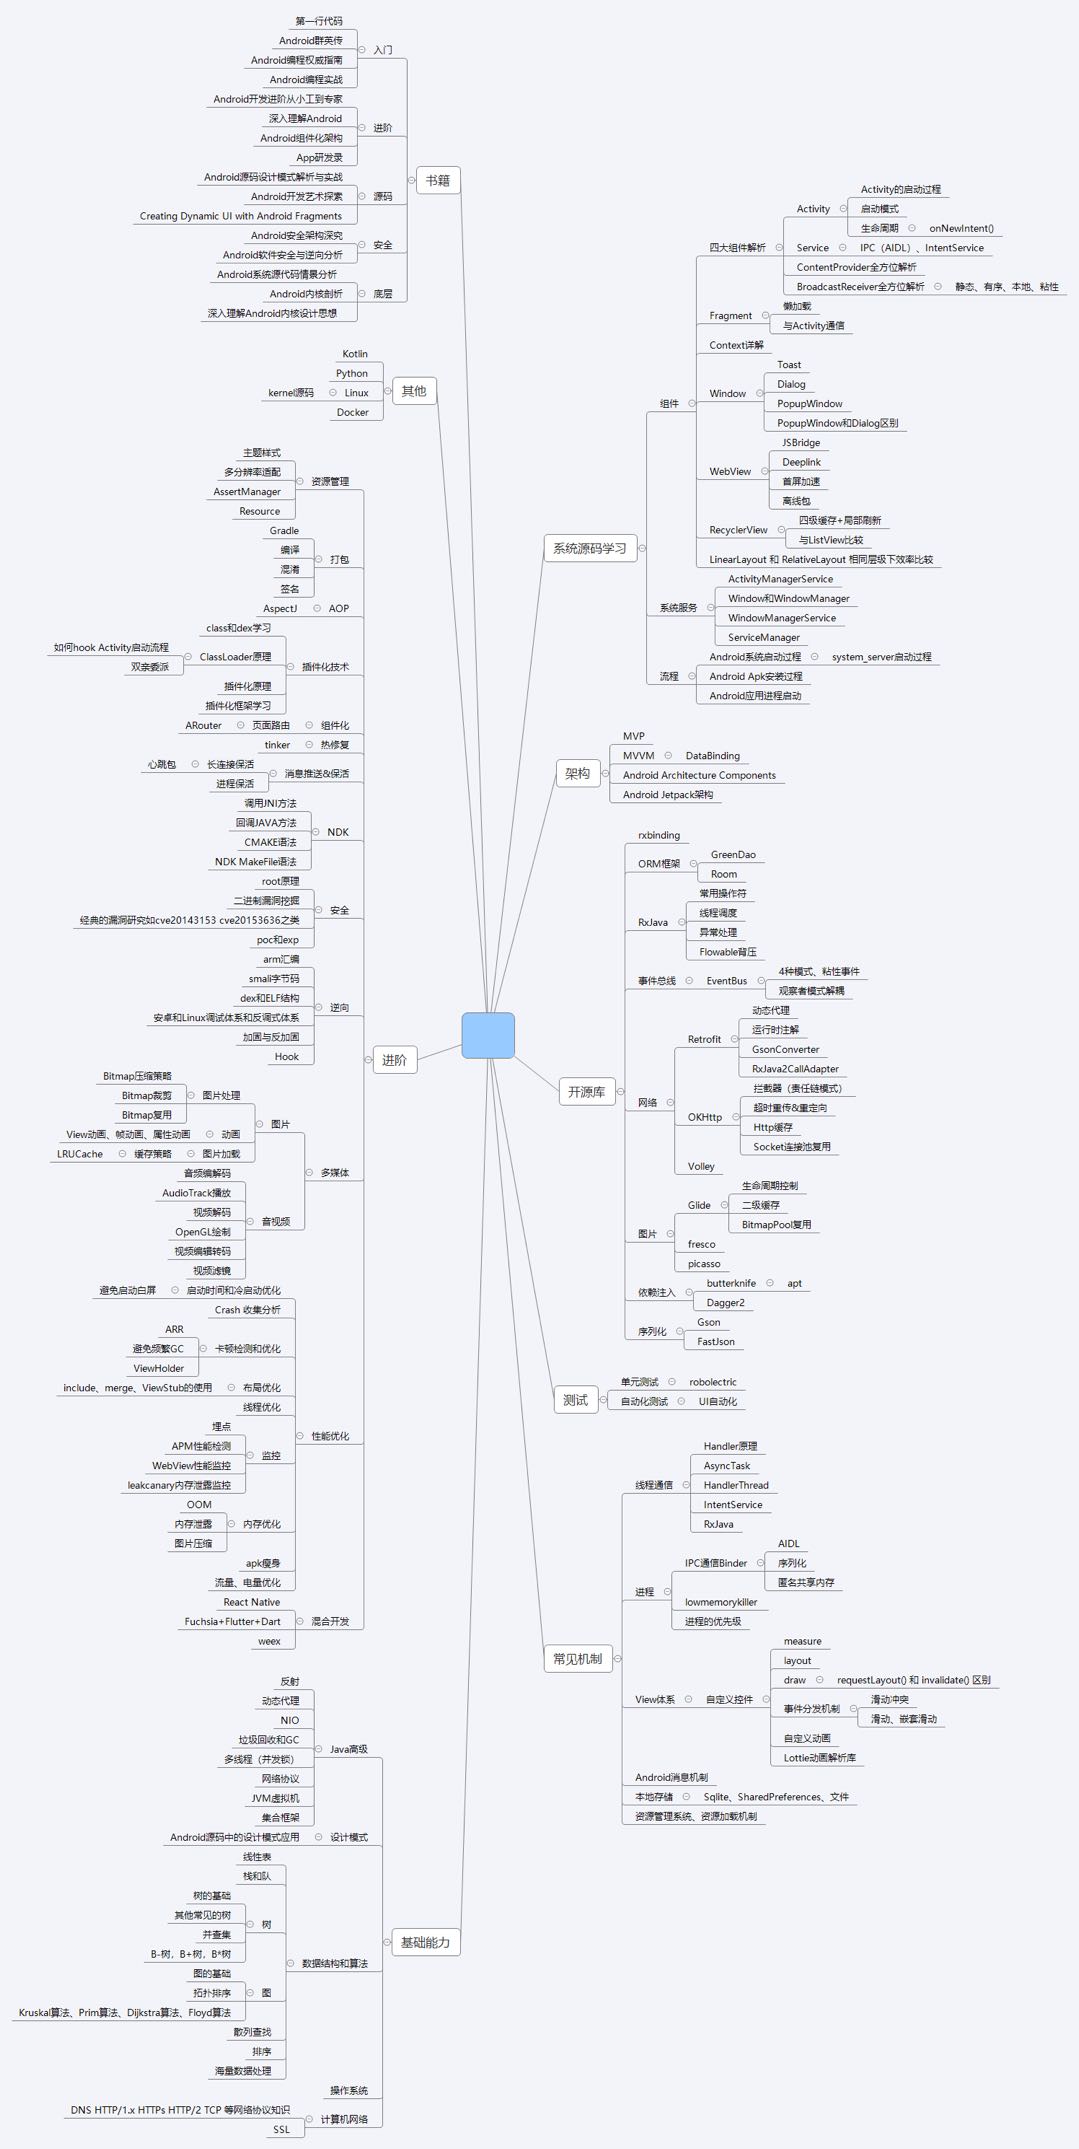 第一行代码
Android群英传
Android编程权威指南
Android编程实战
入门
Android开发进阶从小工到专家
深入理解Android
Android组件化架构
App研发录
进阶
Android源码设计模式解析与实战
Android开发艺术探索
Creating Dynamic UI with Android Fragments
源码
Android安全架构深究
Android软件安全与逆向分析
安全
Android系统源代码情景分析
Android内核剖析
深入理解Android内核设计思想
底层
书籍
Kotlin
Python
kernel源码
Linux
Docker
其他
主题样式
多分辨率适配
AssertManager
Resource
资源管理
Gradle
编译
混淆
签名
打包
AspectJ
AOP
class和dex学习
如何hook Activity启动流程
双亲委派
ClassLoader原理
插件化原理
插件化框架学习
插件化技术
ARouter
页面路由
组件化
tinker
热修复
心跳包
长连接保活
进程保活
消息推送&保活
调用JNI方法
回调JAVA方法
CMAKE语法
NDK MakeFile语法
NDK
root原理
二进制漏洞挖掘
经典的漏洞研究如cve20143153 cve20153636之类
poc和exp
安全
arm汇编
smali字节码
dex和ELF结构
安卓和Linux调试体系和反调式体系
加固与反加固
Hook
逆向
进阶
Bitmap压缩策略
Bitmap裁剪
Bitmap复用
图片处理
View动画、帧动画、属性动画
动画
LRUCache
缓存策略
图片加载
图片
音频编解码
AudioTrack播放
视频解码
OpenGL绘制
视频编辑转码
视频滤镜
音视频
多媒体
避免启动白屏
启动时间和冷启动优化
Crash 收集分析
ARR
避免频繁GC
ViewHolder
卡顿检测和优化
include、merge、ViewStub的使用
布局优化
线程优化
埋点
APM性能检测
WebView性能监控
leakcanary内存泄露监控
监控
OOM
内存泄露
图片压缩
内存优化
apk瘦身
流量、电量优化
性能优化
React Native
Fuchsia+Flutter+Dart
weex
混合开发
反射
动态代理
NIO
垃圾回收和GC
多线程（并发锁）
网络协议
JVM虚拟机
集合框架
Java高级
Android源码中的设计模式应用
设计模式
线性表
栈和队
树的基础
其他常见的树
并查集
B-树，B+树，B*树
树
图的基础
拓扑排序
Kruskal算法、Prim算法、Dijkstra算法、Floyd算法
图
散列查找
排序
海量数据处理
数据结构和算法
操作系统
DNS HTTP/1.x HTTPs HTTP/2 TCP 等网络协议知识
SSL
计算机网络
基础能力
系统源码学习
组件
四大组件解析
Activity
Activity的启动过程
启动模式
生命周期
onNewIntent()
Service
IPC（AIDL）、IntentService
ContentProvider全方位解析
BroadcastReceiver全方位解析
静态、有序、本地、粘性
Fragment
懒加载
与Activity通信
Context详解
Window
Toast
Dialog
PopupWindow
PopupWindow和Dialog区别
WebView
JSBridge
Deeplink
首屏加速
离线包
RecyclerView
四级缓存+局部刷新
与ListView比较
LinearLayout 和 RelativeLayout 相同层级下效率比较
系统服务
ActivityManagerService
Window和WindowManager
WindowManagerService
ServiceManager
流程
Android系统启动过程
system_server启动过程
Android Apk安装过程
Android应用进程启动
架构
MVP
MVVM
DataBinding
Android Architecture Components
Android Jetpack架构
开源库
rxbinding
ORM框架
GreenDao
Room
RxJava
常用操作符
线程调度
异常处理
Flowable背压
事件总线
EventBus
4种模式、粘性事件
观察者模式解耦
网络
Retrofit
动态代理
运行时注解
GsonConverter
RxJava2CallAdapter
OKHttp
拦截器（责任链模式）
超时重传&重定向
Http缓存
Socket连接池复用
Volley
图片
Glide
生命周期控制
二级缓存
BitmapPool复用
fresco
picasso
依赖注入
butterknife
apt
Dagger2
序列化
Gson
FastJson
测试
单元测试
robolectric
自动化测试
UI自动化
常见机制
线程通信
Handler原理
AsyncTask
HandlerThread
IntentService
RxJava
进程
IPC通信Binder
AIDL
序列化
匿名共享内存
lowmemorykiller
进程的优先级
View体系
自定义控件
measure
layout
draw
requestLayout() 和 invalidate() 区别
事件分发机制
滑动冲突
滑动、嵌套滑动
自定义动画
Lottie动画解析库
Android消息机制
本地存储
Sqlite、SharedPreferences、文件
资源管理系统、资源加载机制